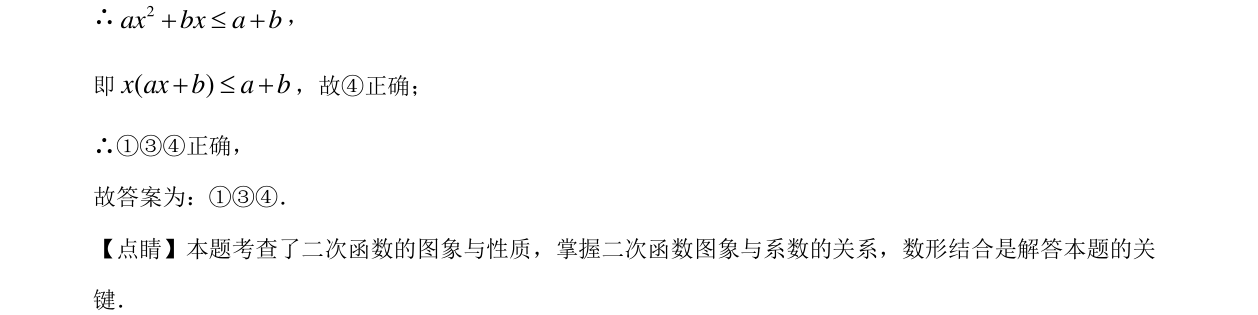 ∴ax²+bx≤a+b，
即x(ax+b)≤a+b，故④正确；
∴①③④正确，
故答案为：①③④．
【点睛】本题考查了二次函数的图象与性质，掌握二次函数图象与系数的关系，数形结合是解答本题的关
键．